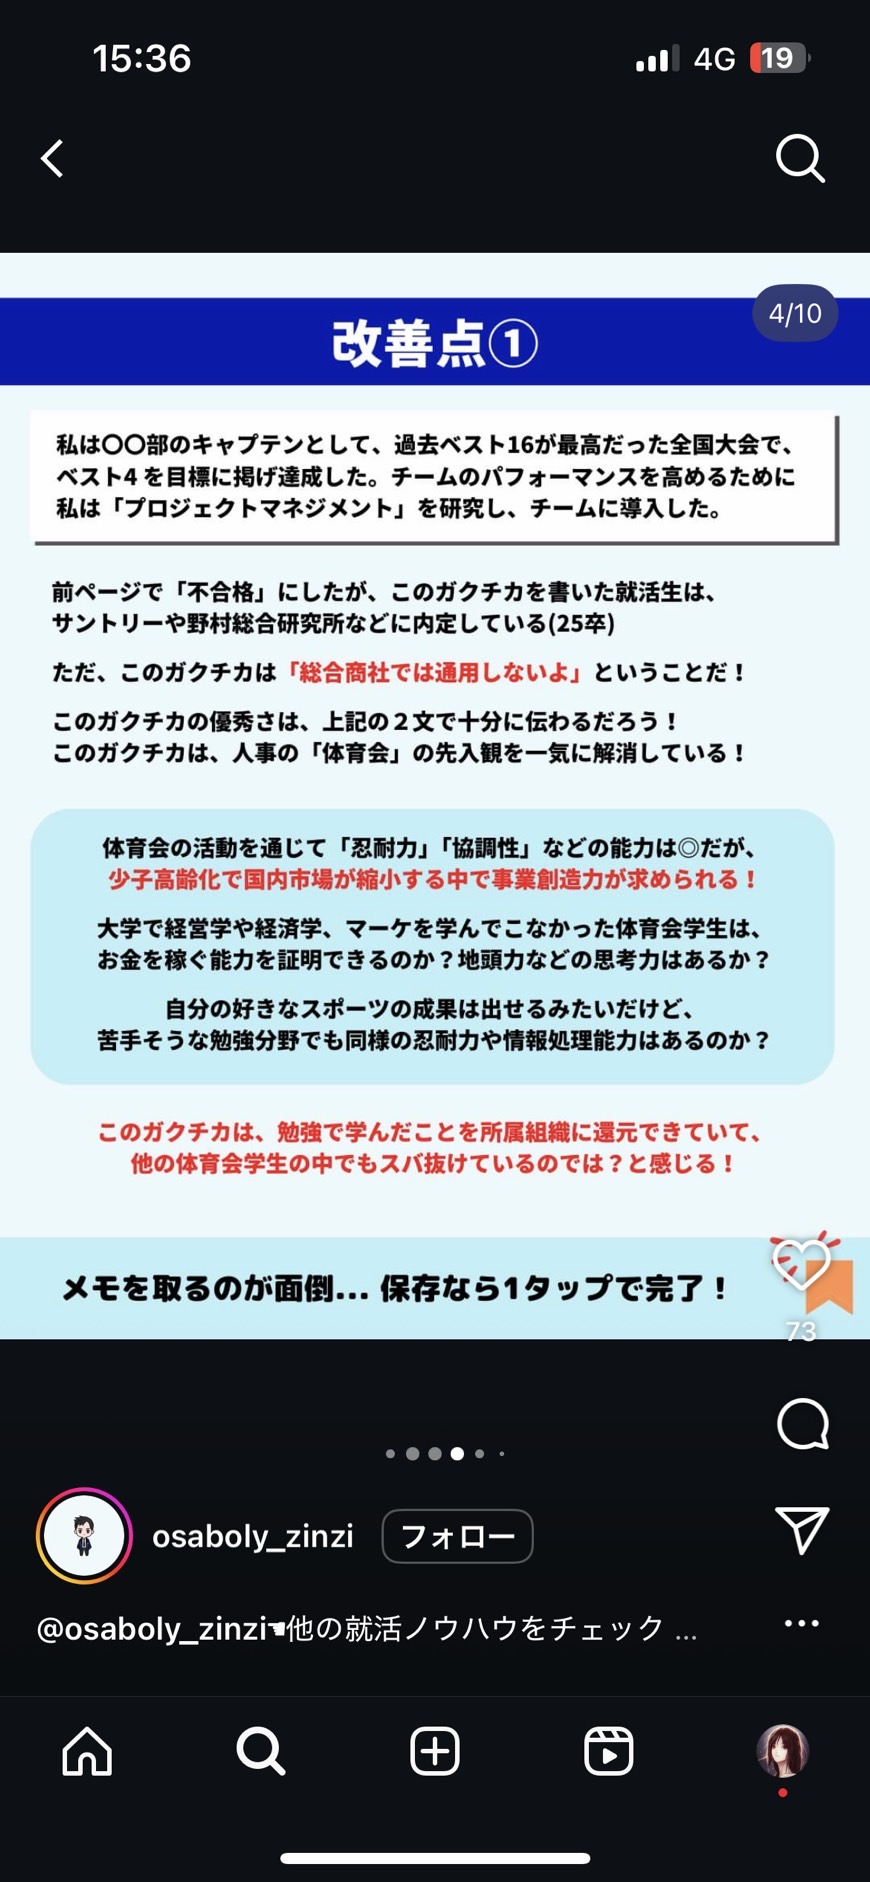 15:36
4G 19
4/10
改善点①
私は〇〇部のキャプテンとして、過去ベスト16が最高だった全国大会で、
ベスト4 を目標に掲げ達成した。チームのパフォーマンスを高めるために
私は「プロジェクトマネジメント」を研究し、チームに導入した。
前ページで「不合格」にしたが、このガクチカを書いた就活生は、
サントリーや野村総合研究所などに内定している(25卒)
ただ、このガクチカは「総合商社では通用しないよ」ということだ！
このガクチカの優秀さは、上記の２文で十分に伝わるだろう！
このガクチカは、人事の「体育会」の先入観を一気に解消している！
体育会の活動を通じて「忍耐力」「協調性」などの能力は◎だが、
少子高齢化で国内市場が縮小する中で事業創造力が求められる！
大学で経営学や経済学、マーケを学んでこなかった体育会学生は、
お金を稼ぐ能力を証明できるのか？地頭力などの思考力はあるか？
自分の好きなスポーツの成果は出せるみたいだけど、
苦手そうな勉強分野でも同様の忍耐力や情報処理能力はあるのか？
このガクチカは、勉強で学んだことを所属組織に還元できていて、
他の体育会学生の中でもズバ抜けているのでは？と感じる！
メモを取るのが面倒... 保存なら1タップで完了！
73
osaboly_zinzi フォロー
@osaboly_zinzi☚他の就活ノウハウをチェック ...